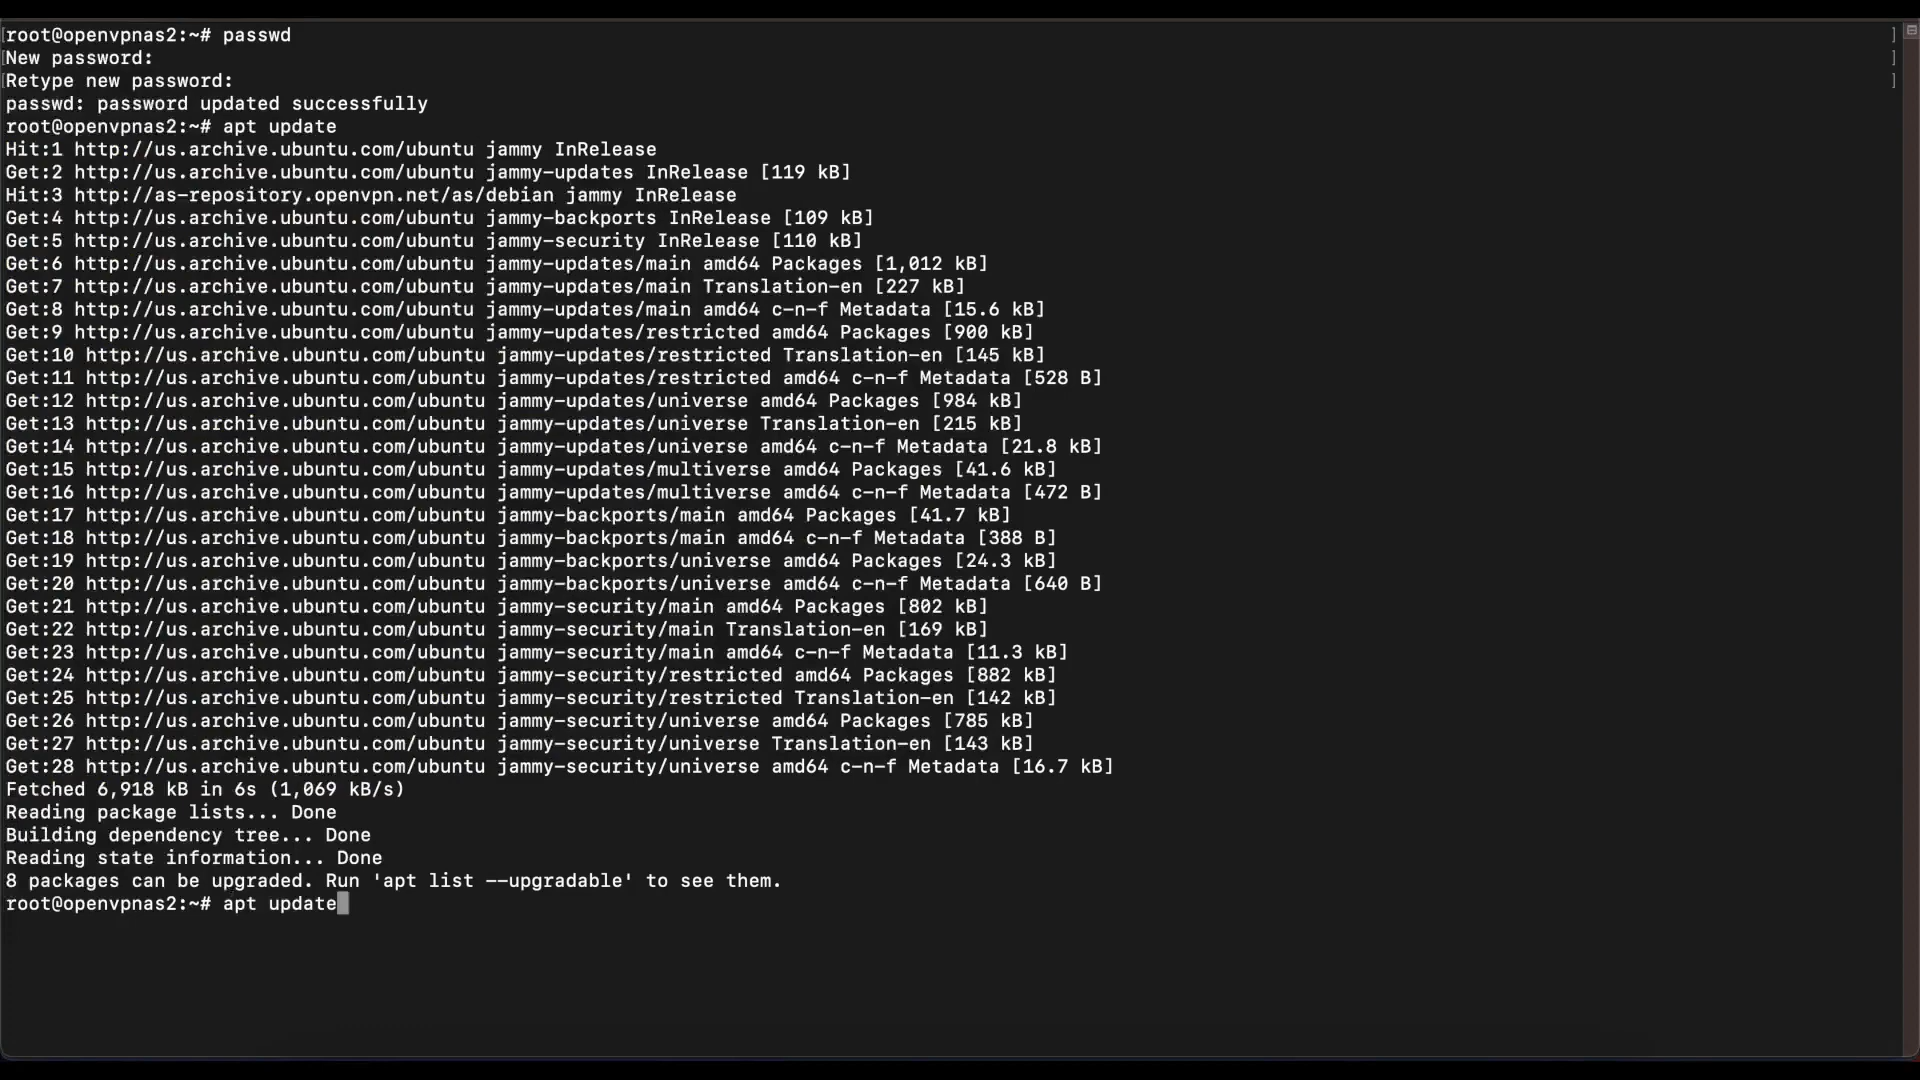 [root@openvpnas2:~# passwd ]
[New password: ]
[Retype new password: ]
passwd: password updated successfully
root@openvpnas2:~# apt update
Hit:1 http://us.archive.ubuntu.com/ubuntu jammy InRelease
Get:2 http://us.archive.ubuntu.com/ubuntu jammy-updates InRelease [119 kB]
Hit:3 http://as-repository.openvpn.net/as/debian jammy InRelease
Get:4 http://us.archive.ubuntu.com/ubuntu jammy-backports InRelease [109 kB]
Get:5 http://us.archive.ubuntu.com/ubuntu jammy-security InRelease [110 kB]
Get:6 http://us.archive.ubuntu.com/ubuntu jammy-updates/main amd64 Packages [1,012 kB]
Get:7 http://us.archive.ubuntu.com/ubuntu jammy-updates/main Translation-en [227 kB]
Get:8 http://us.archive.ubuntu.com/ubuntu jammy-updates/main amd64 c-n-f Metadata [15.6 kB]
Get:9 http://us.archive.ubuntu.com/ubuntu jammy-updates/restricted amd64 Packages [900 kB]
Get:10 http://us.archive.ubuntu.com/ubuntu jammy-updates/restricted Translation-en [145 kB]
Get:11 http://us.archive.ubuntu.com/ubuntu jammy-updates/restricted amd64 c-n-f Metadata [528 B]
Get:12 http://us.archive.ubuntu.com/ubuntu jammy-updates/universe amd64 Packages [984 kB]
Get:13 http://us.archive.ubuntu.com/ubuntu jammy-updates/universe Translation-en [215 kB]
Get:14 http://us.archive.ubuntu.com/ubuntu jammy-updates/universe amd64 c-n-f Metadata [21.8 kB]
Get:15 http://us.archive.ubuntu.com/ubuntu jammy-updates/multiverse amd64 Packages [41.6 kB]
Get:16 http://us.archive.ubuntu.com/ubuntu jammy-updates/multiverse amd64 c-n-f Metadata [472 B]
Get:17 http://us.archive.ubuntu.com/ubuntu jammy-backports/main amd64 Packages [41.7 kB]
Get:18 http://us.archive.ubuntu.com/ubuntu jammy-backports/main amd64 c-n-f Metadata [388 B]
Get:19 http://us.archive.ubuntu.com/ubuntu jammy-backports/universe amd64 Packages [24.3 kB]
Get:20 http://us.archive.ubuntu.com/ubuntu jammy-backports/universe amd64 c-n-f Metadata [640 B]
Get:21 http://us.archive.ubuntu.com/ubuntu jammy-security/main amd64 Packages [802 kB]
Get:22 http://us.archive.ubuntu.com/ubuntu jammy-security/main Translation-en [169 kB]
Get:23 http://us.archive.ubuntu.com/ubuntu jammy-security/main amd64 c-n-f Metadata [11.3 kB]
Get:24 http://us.archive.ubuntu.com/ubuntu jammy-security/restricted amd64 Packages [882 kB]
Get:25 http://us.archive.ubuntu.com/ubuntu jammy-security/restricted Translation-en [142 kB]
Get:26 http://us.archive.ubuntu.com/ubuntu jammy-security/universe amd64 Packages [785 kB]
Get:27 http://us.archive.ubuntu.com/ubuntu jammy-security/universe Translation-en [143 kB]
Get:28 http://us.archive.ubuntu.com/ubuntu jammy-security/universe amd64 c-n-f Metadata [16.7 kB]
Fetched 6,918 kB in 6s (1,069 kB/s)
Reading package lists... Done
Building dependency tree... Done
Reading state information... Done
8 packages can be upgraded. Run 'apt list --upgradable' to see them.
root@openvpnas2:~# apt update